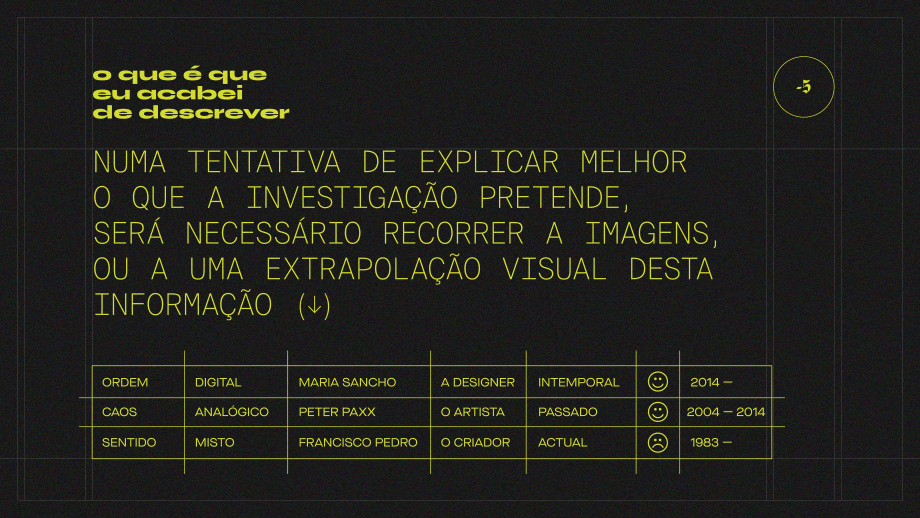 o que é que
eu acabei
de descrever
-5
NUMA TENTATIVA DE EXPLICAR MELHOR
O QUE A INVESTIGAÇÃO PRETENDE,
SERÁ NECESSÁRIO RECORRER A IMAGENS,
OU A UMA EXTRAPOLAÇÃO VISUAL DESTA
INFORMAÇÃO (↓)
ORDEM DIGITAL MARIA SANCHO A DESIGNER INTEMPORAL 2014 —
CAOS ANALÓGICO PETER PAXX O ARTISTA PASSADO 2004 — 2014
SENTIDO MISTO FRANCISCO PEDRO O CRIADOR ACTUAL 1983 —